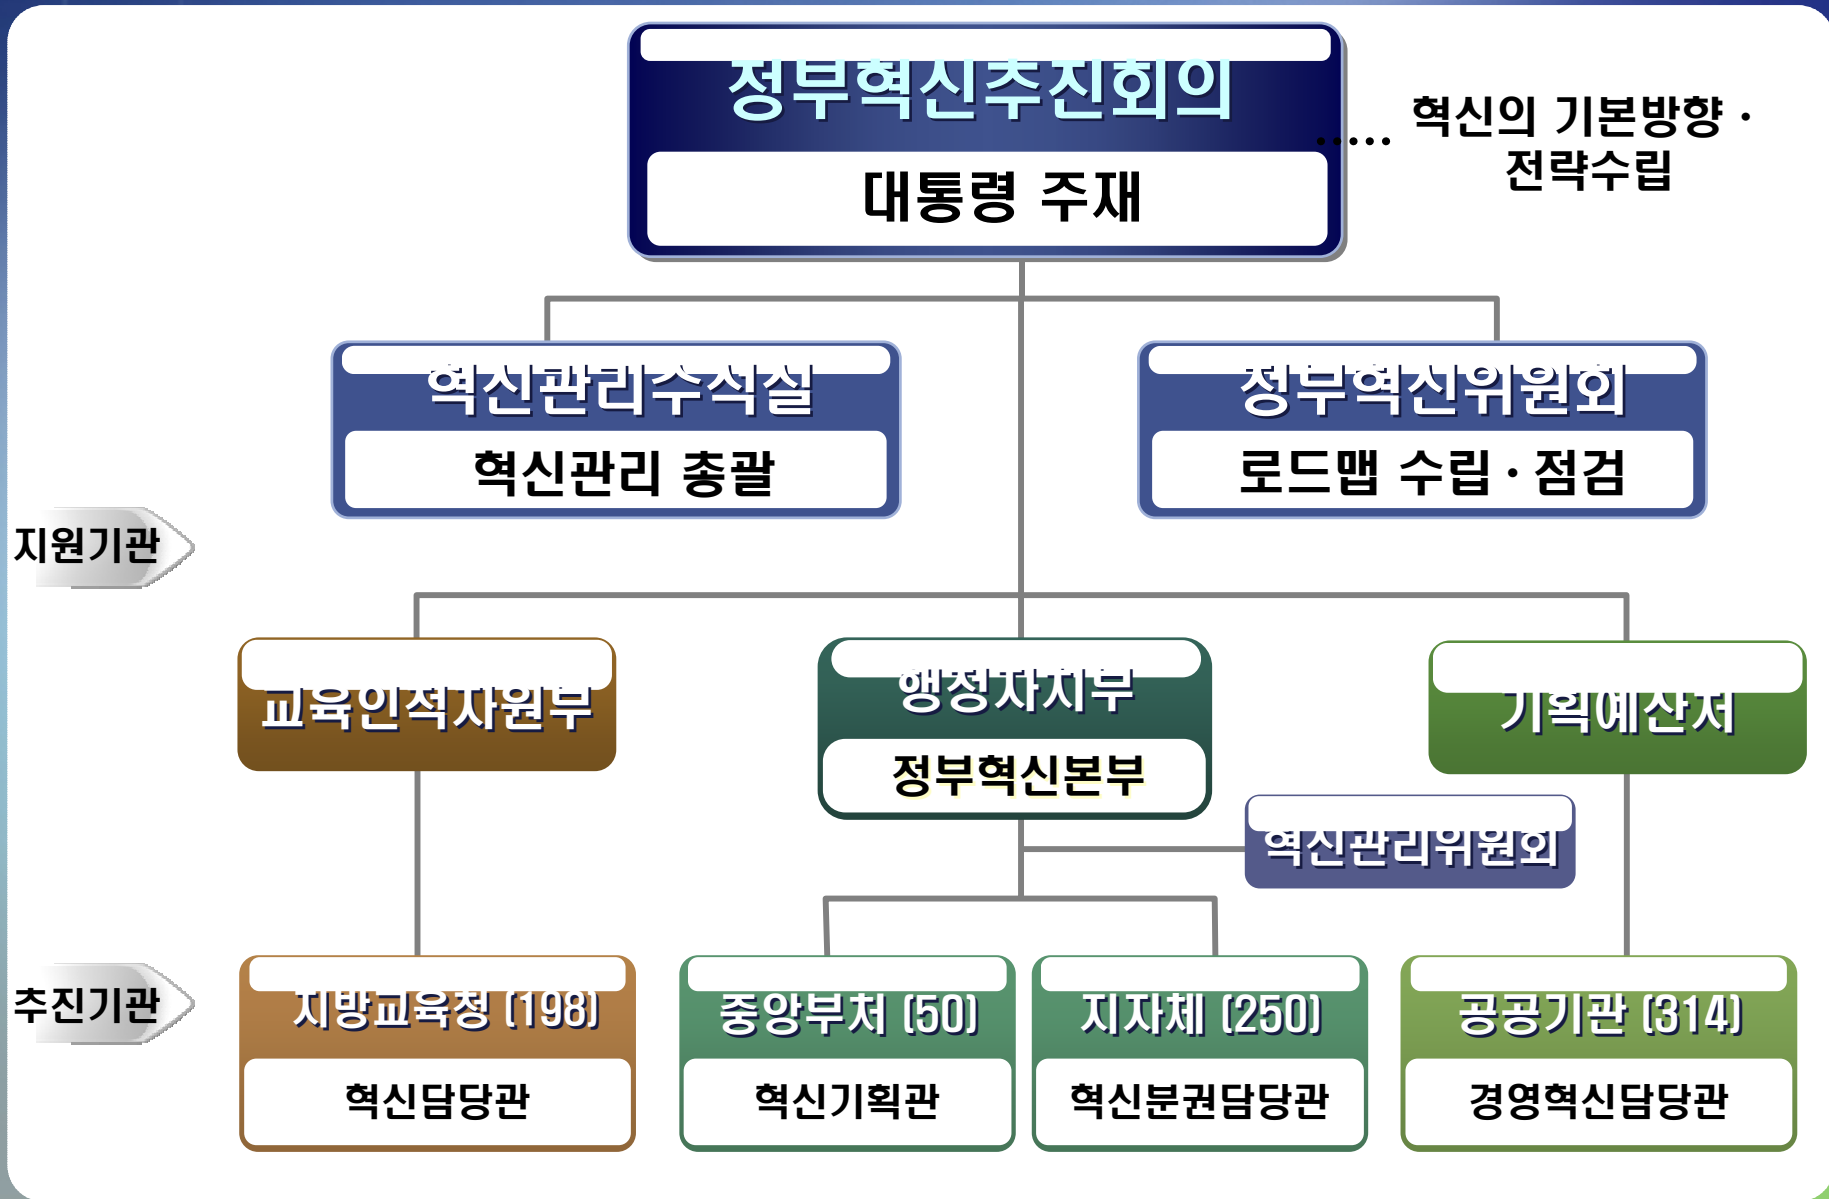 정부혁신추진회의
대통령 주재
..... 혁신의 기본방향 ·
전략수립
혁신관리수석실
혁신관리 총괄
정부혁신위원회
로드맵 수립 · 점검
지원기관
교육인적자원부
행정자치부
정부혁신본부
기획예산처
혁신관리위원회
추진기관
지방교육청 (198)
혁신담당관
중앙부처 (50)
혁신기획관
지자체 (250)
혁신분권담당관
공공기관 (314)
경영혁신담당관